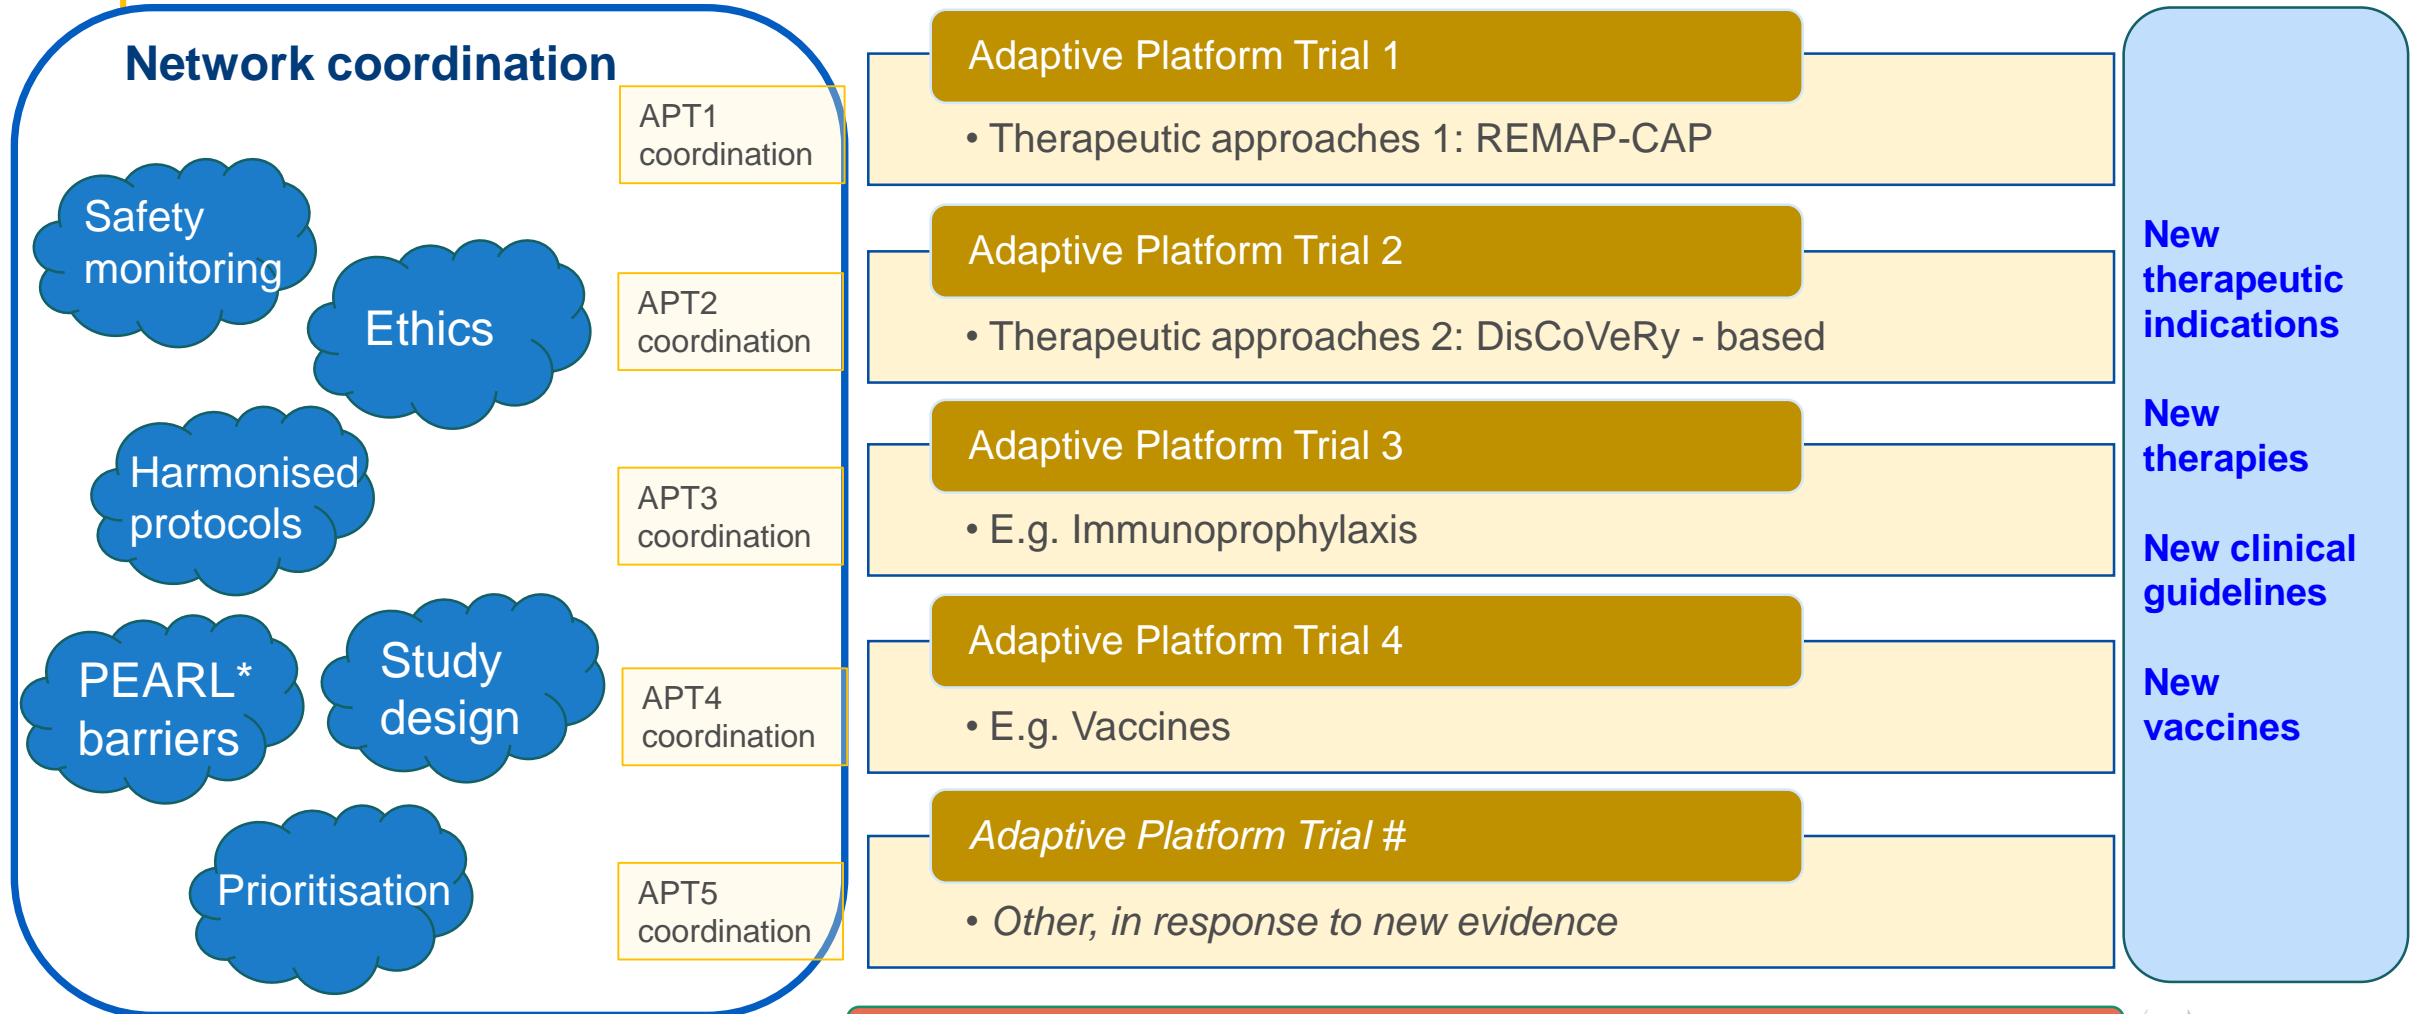 Network coordination
Safety
monitoring
Ethics
Harmonised
protocols
PEARL*
barriers
Study
design
Prioritisation
APT1
coordination
APT2
coordination
APT3
coordination
APT4
coordination
APT5
coordination
Adaptive Platform Trial 1
• Therapeutic approaches 1: REMAP-CAP
Adaptive Platform Trial 2
• Therapeutic approaches 2: DisCoVeRy - based
Adaptive Platform Trial 3
• E.g. Immunoprophylaxis
Adaptive Platform Trial 4
• E.g. Vaccines
Adaptive Platform Trial #
• Other, in response to new evidence
New
therapeutic
indications
New
therapies
New clinical
guidelines
New
vaccines